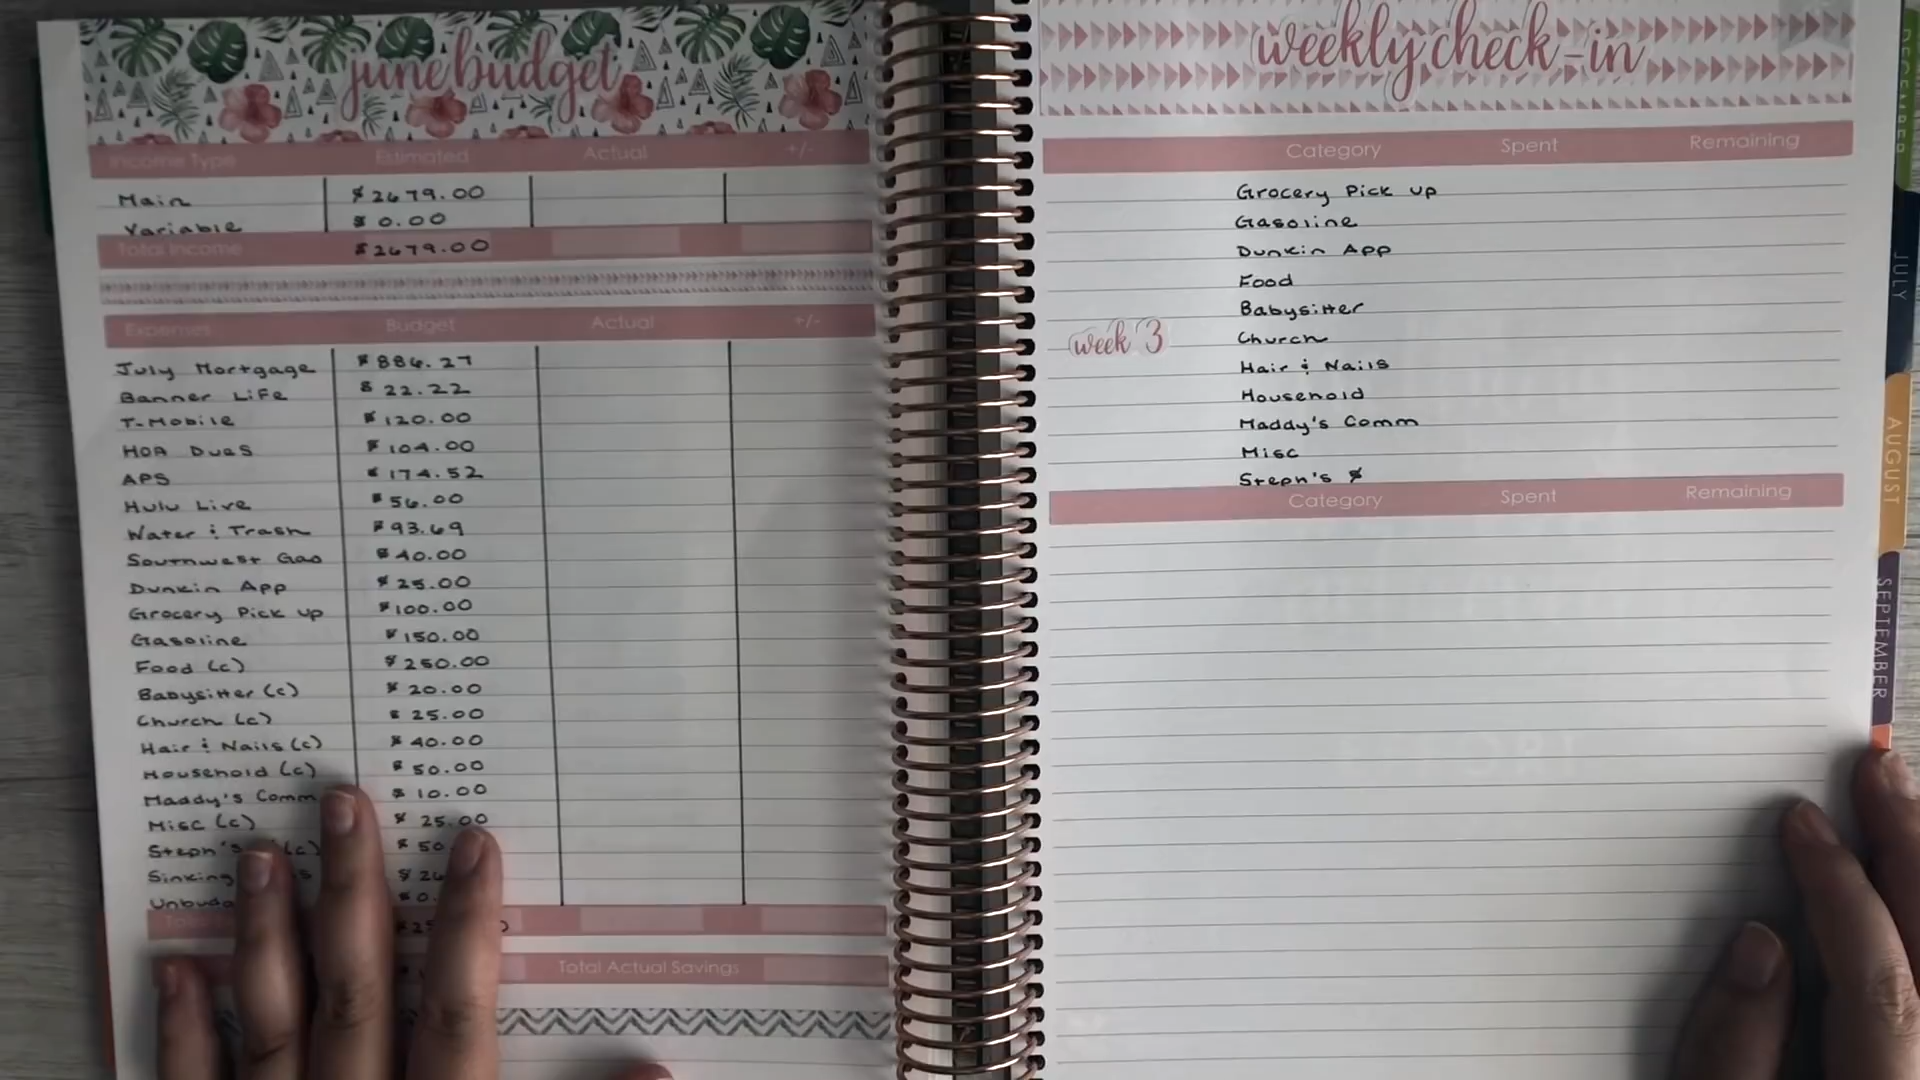 june budget
Income Type Estimated Actual +/-
Main $2679.00
Variable $0.00
Total Income $2679.00
Expenses Budget Actual +/-
July Mortgage $886.27
Banner Life $22.22
T-Mobile $120.00
HOA Dues $104.00
APS $174.52
Hulu Live $56.00
Water & Trash $93.69
Southwest Gas $40.00
Dunkin App $25.00
Grocery Pick up $100.00
Gasoline $150.00
Food (c) $250.00
Babysitter (c) $20.00
Church (c) $25.00
Hair & Nails (c) $40.00
Household (c) $50.00
Maddy's Comm $10.00
Misc (c) $25.00
Steph's (c) $50
Sinking
Total Actual Savings
weekly check-in
Category Spent Remaining
Grocery Pick up
Gasoline
Dunkin App
Food
Babysitter
week 3 Church
Hair & Nails
Household
Maddy's Comm
Misc
Steph's $
Category Spent Remaining
DECEMBER
JULY
AUGUST
SEPTEMBER